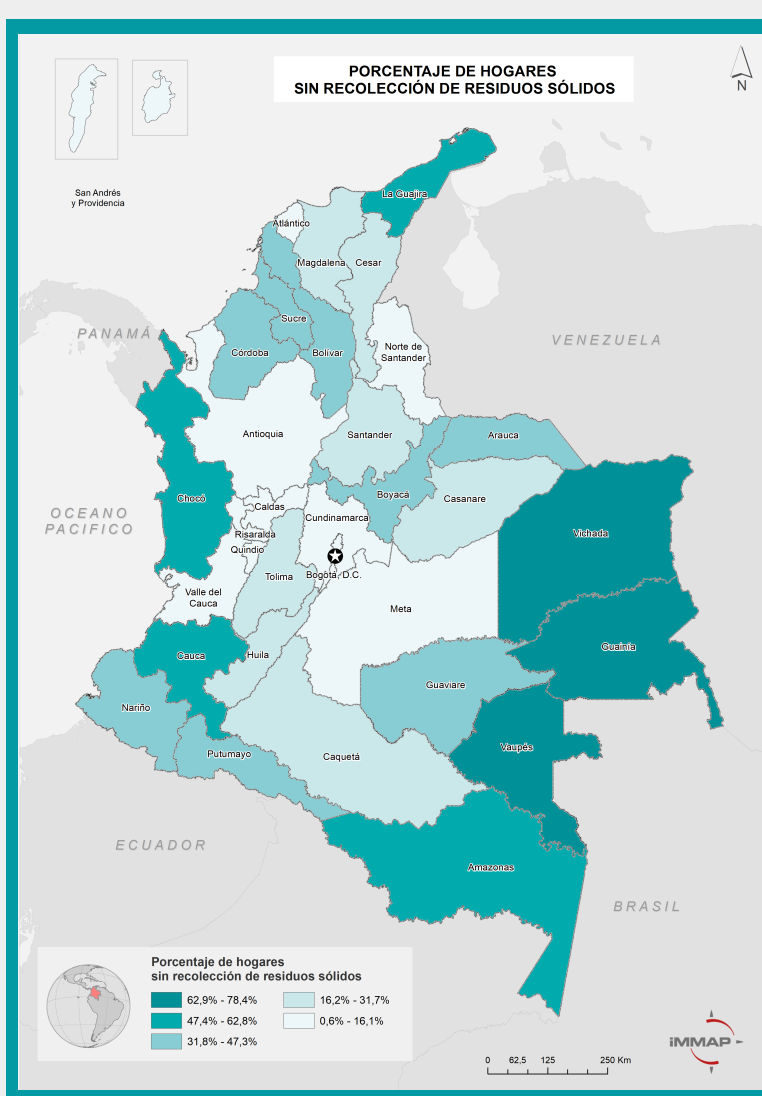 PORCENTAJE DE HOGARES
SIN RECOLECCIÓN DE RESIDUOS SÓLIDOS
N
San Andrés
y Providencia
La Guajira
Atlántico
Magdalena
Cesar
PANAMÁ
VENEZUELA
Sucre
Córdoba
Bolívar
Norte de
Santander
Antioquia
Santander
Arauca
Chocó
Boyacá
Casanare
Caldas
Cundinamarca
OCEANO
PACIFICO
Risaralda
Quindio
Vichada
Tolima
Bogotá, D.C.
Valle del
Cauca
Meta
Cauca
Huila
Guainía
Guaviare
Nariño
Vaupés
Putumayo
Caquetá
ECUADOR
Amazonas
BRASIL
Porcentaje de hogares
sin recolección de residuos sólidos
62,9% - 78,4%
47,4% - 62,8%
31,8% - 47,3%
16,2% - 31,7%
0,6% - 16,1%
0 62,5 125 250 Km
iMMAP